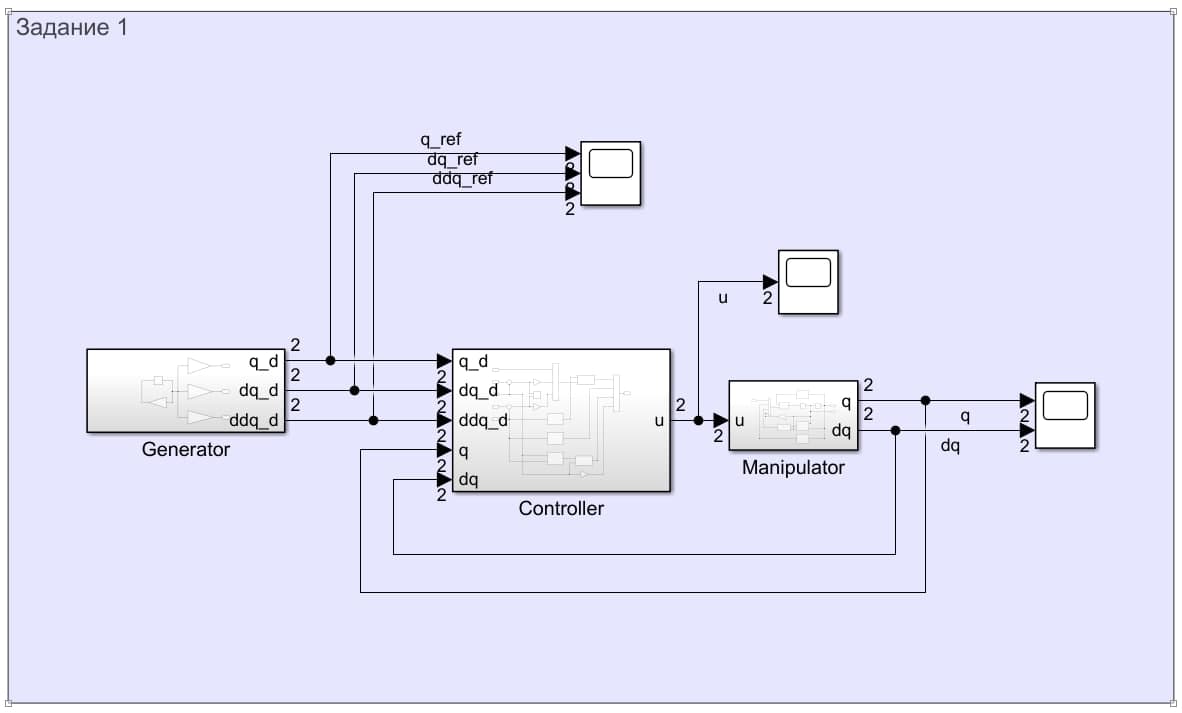 Задание 1
q_ref
2
dq_ref
2
ddq_ref
2
u
2
2
q_d
2
dq_d
2
ddq_d
Generator
q_d
2
dq_d
2
ddq_d
2
q
2
dq
2
u
Controller
2
2
u
q
2
dq
2
Manipulator
q
2
dq
2